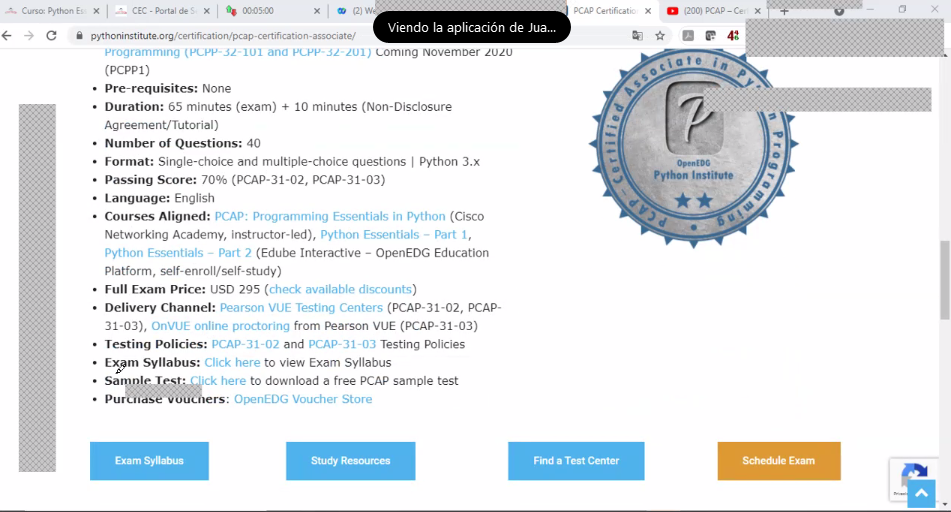 Curso: Python Es
CEC - Portal de S
00:05:00
(2) We
PCAP Certification
(200) PCAP – Cer
Viendo la aplicación de Jua...
pythoninstitute.org/certification/pcap-certification-associate/
Programming (PCPP-32-101 and PCPP-32-201) Coming November 2020
(PCPP1)
• Pre-requisites: None
• Duration: 65 minutes (exam) + 10 minutes (Non-Disclosure
Agreement/Tutorial)
• Number of Questions: 40
• Format: Single-choice and multiple-choice questions | Python 3.x
• Passing Score: 70% (PCAP-31-02, PCAP-31-03)
• Language: English
• Courses Aligned: PCAP: Programming Essentials in Python (Cisco
Networking Academy, instructor-led), Python Essentials – Part 1,
Python Essentials – Part 2 (Edube Interactive – OpenEDG Education
Platform, self-enroll/self-study)
• Full Exam Price: USD 295 (check available discounts)
• Delivery Channel: Pearson VUE Testing Centers (PCAP-31-02, PCAP-
31-03), OnVUE online proctoring from Pearson VUE (PCAP-31-03)
• Testing Policies: PCAP-31-02 and PCAP-31-03 Testing Policies
• Exam Syllabus: Click here to view Exam Syllabus
• Sample Test: Click here to download a free PCAP sample test
• Purchase Vouchers: OpenEDG Voucher Store
PCAP-Certified Associate in Python Programming
OpenEDG
Python Institute
Exam Syllabus
Study Resources
Find a Test Center
Schedule Exam